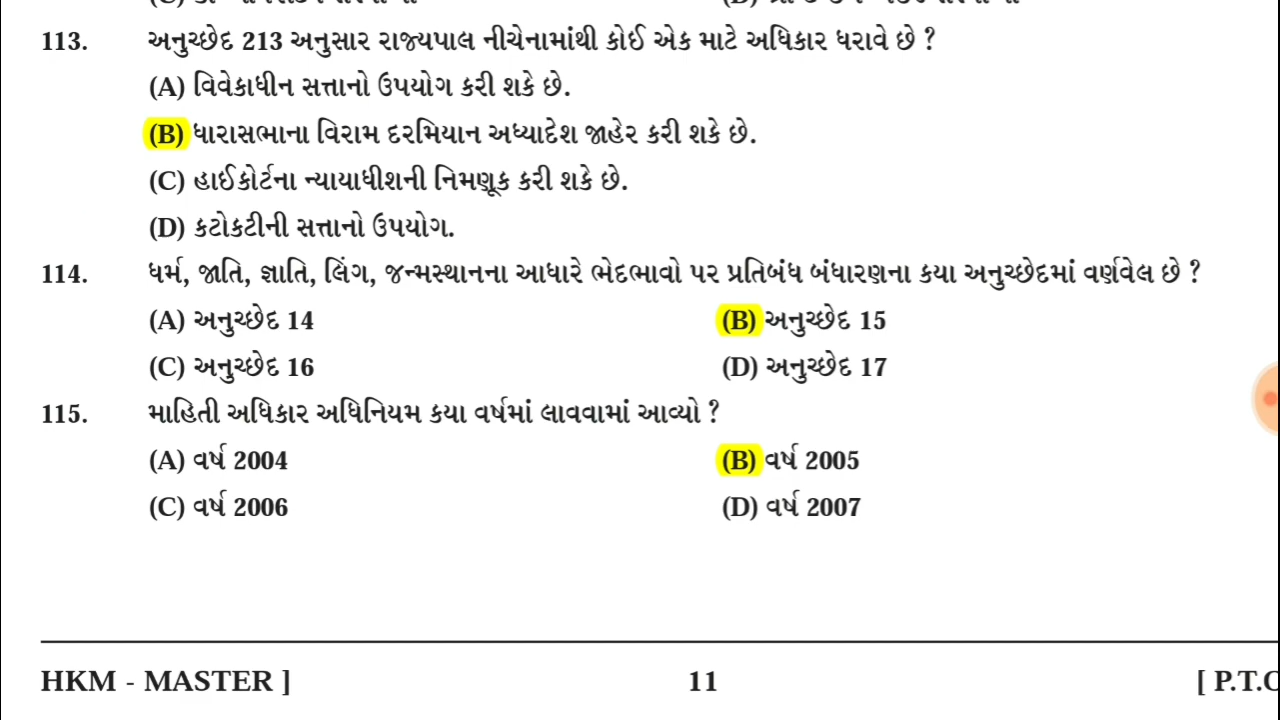 113. અનુચ્છેદ 213 અનુસાર રાજ્યપાલ નીચેનામાંથી કોઈ એક માટે અધિકાર ધરાવે છે ?
(A) વિવેકાધીન સત્તાનો ઉપયોગ કરી શકે છે.
(B) ધારાસભાના વિરામ દરમિયાન અધ્યાદેશ જાહેર કરી શકે છે.
(C) હાઈકોર્ટના ન્યાયાધીશની નિમણૂક કરી શકે છે.
(D) કટોકટીની સત્તાનો ઉપયોગ.
114. ધર્મ, જાતિ, જ્ઞાતિ, લિંગ, જન્મસ્થાનના આધારે ભેદભાવો પર પ્રતિબંધ બંધારણના કયા અનુચ્છેદમાં વર્ણવેલ છે ?
(A) અનુચ્છેદ 14 (B) અનુચ્છેદ 15
(C) અનુચ્છેદ 16 (D) અનુચ્છેદ 17
115. માહિતી અધિકાર અધિનિયમ કયા વર્ષમાં લાવવામાં આવ્યો ?
(A) વર્ષ 2004 (B) વર્ષ 2005
(C) વર્ષ 2006 (D) વર્ષ 2007
HKM - MASTER ] 11 [ P.T.O